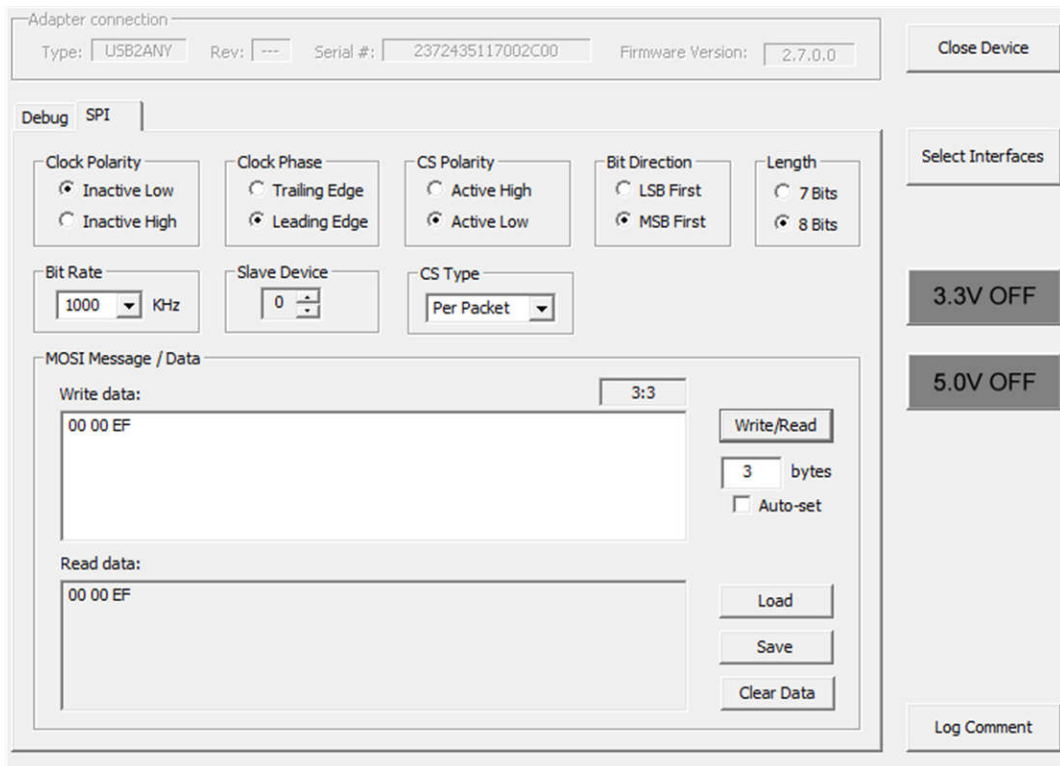 Adapter connection
Type: USB2ANY Rev: --- Serial #: 2372435117002C00 Firmware Version: 2.7.0.0
Close Device
Debug SPI
Select Interfaces
Clock Polarity Clock Phase CS Polarity Bit Direction Length
Inactive Low Trailing Edge Active High LSB First 7 Bits
Inactive High Leading Edge Active Low MSB First 8 Bits
Bit Rate Slave Device CS Type
1000 KHz 0 Per Packet
3.3V OFF
MOSI Message / Data
5.0V OFF
Write data: 3:3
00 00 EF
Write/Read
3 bytes
Auto-set
Read data:
00 00 EF
Load
Save
Clear Data
Log Comment